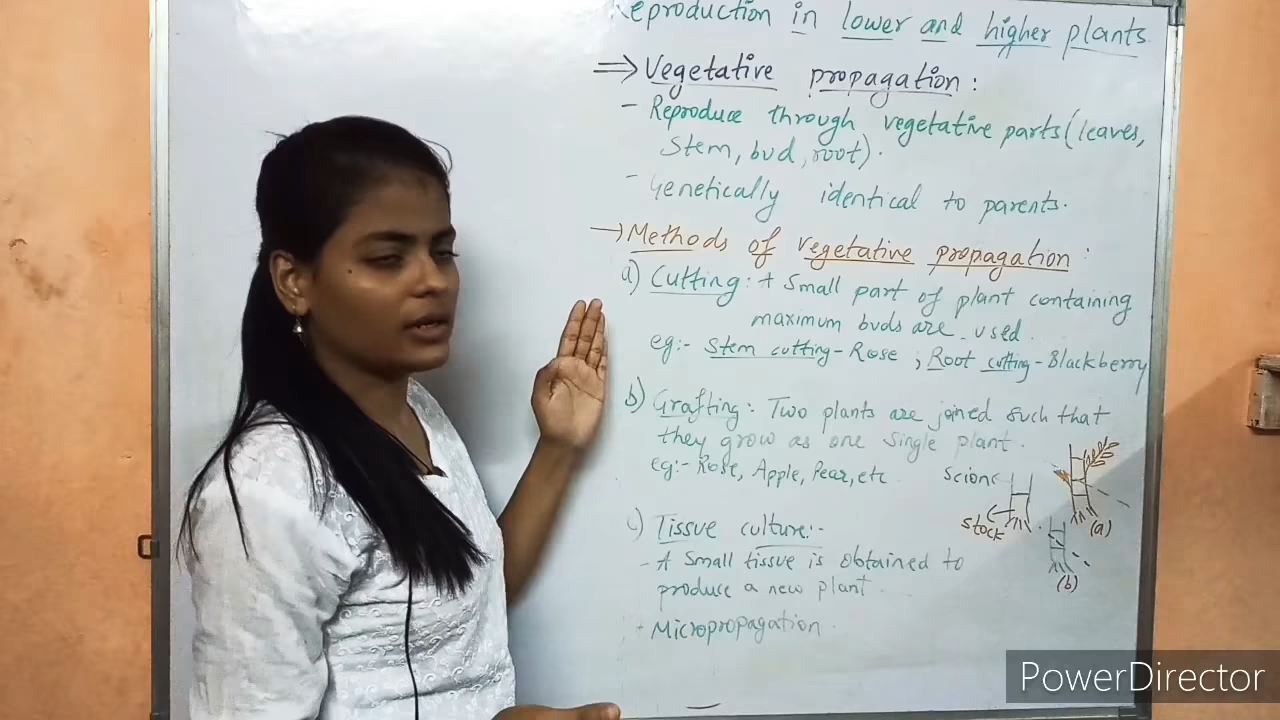 Reproduction in lower and higher plants
⇒ Vegetative propagation :
- Reproduce through vegetative parts (leaves,
stem, bud, root).
- Genetically identical to parents.
→ Methods of vegetative propagation :
a) Cutting : A small part of plant containing
maximum buds are used.
eg:- Stem cutting - Rose ; Root cutting - Blackberry
b) Grafting : Two plants are joined such that
they grow as one single plant.
eg:- Rose, Apple, Pear, etc.
scion
stock
(a)
(b)
c) Tissue culture:-
- A small tissue is obtained to
produce a new plant
- Micropropagation.
PowerDirector